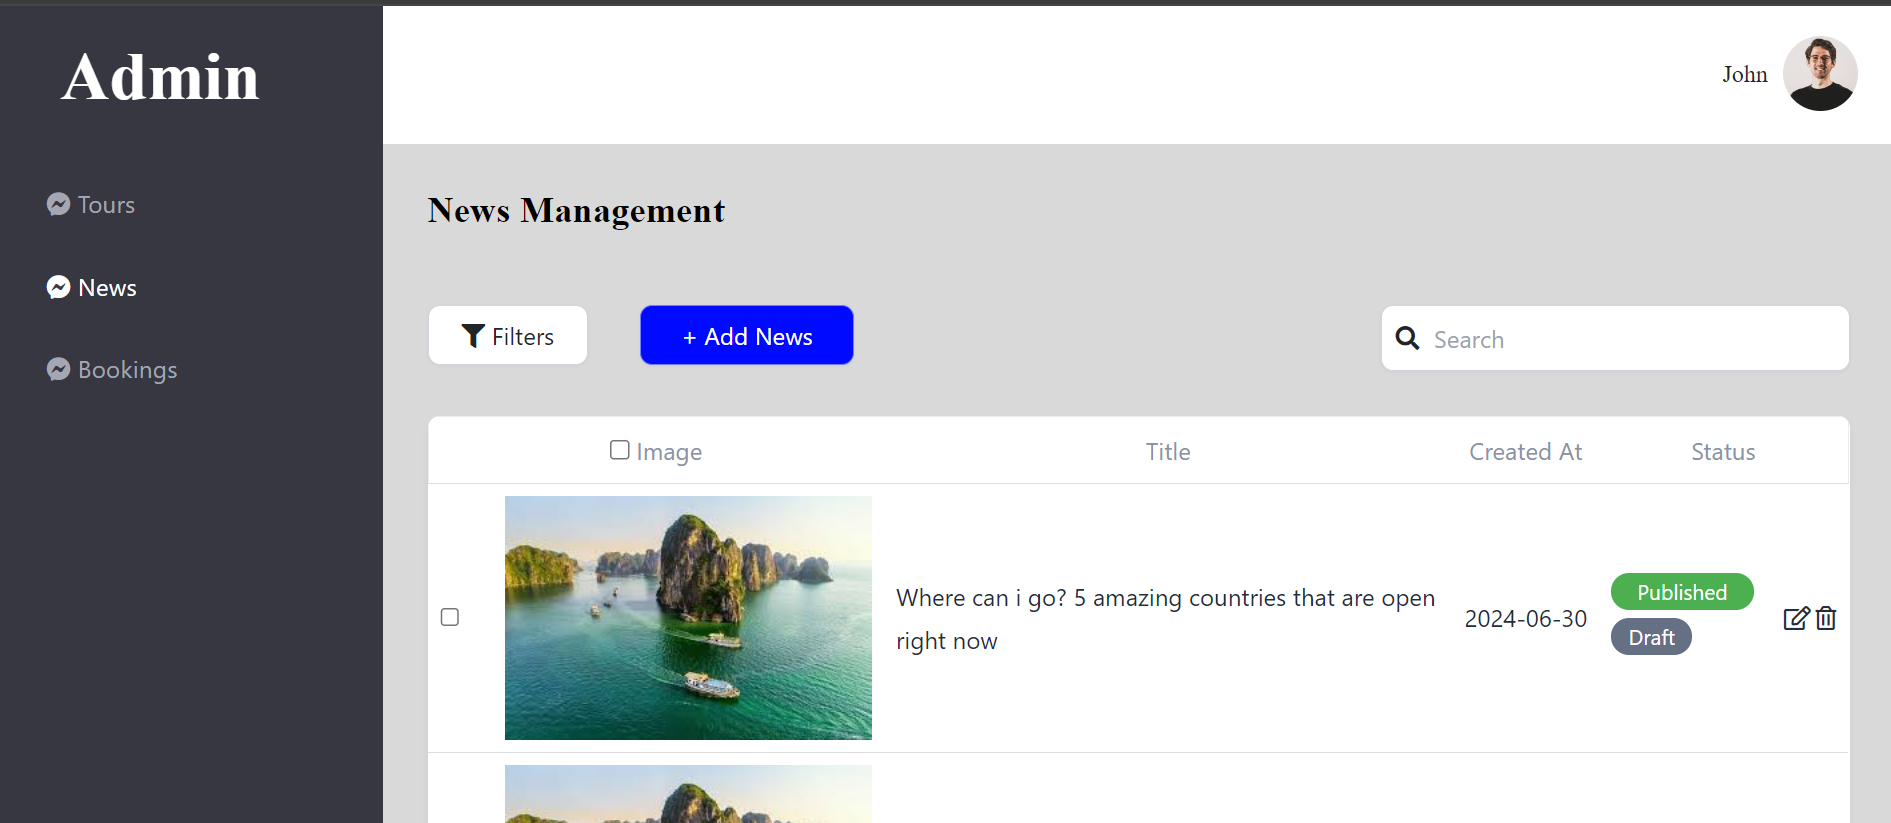 Admin
John
Tours
News
Bookings
News Management
Filters
+ Add News
Search
Image
Title
Created At
Status
Where can i go? 5 amazing countries that are open
right now
2024-06-30
Published
Draft